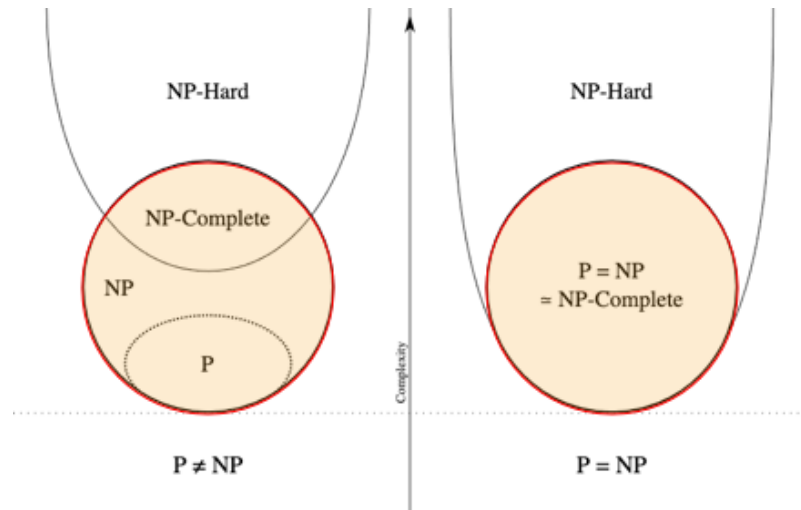 NP-Hard
NP-Complete
NP
P
P ≠ NP
Complexity
NP-Hard
P = NP
≃ NP-Complete
P = NP